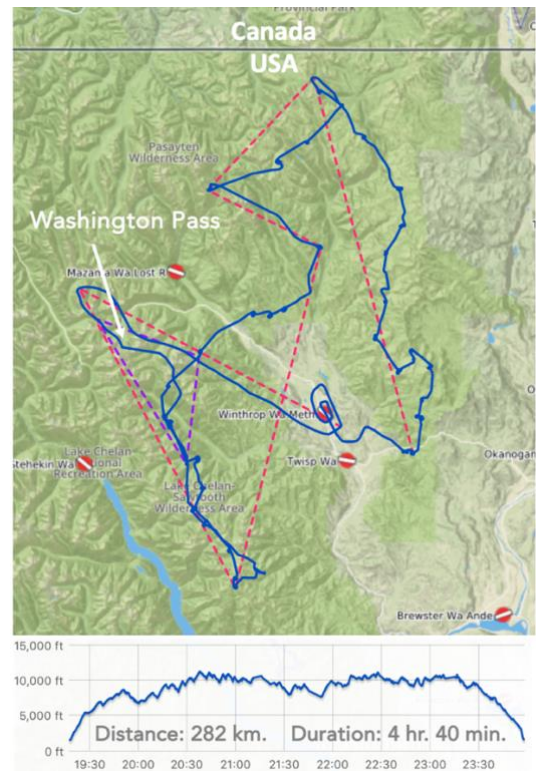 Provincial Park
Canada
USA
Pasayten
Wilderness Area
Washington Pass
Mazama Wa Lost R
Winthrop Wa Meth
Twisp Wa
Okanogan
Stehekin Wa
Lake Chelan
National
Recreation Area
Lake Chelan-
Sawtooth
Wilderness Area
Brewster Wa Ande
15,000 ft
10,000 ft
5,000 ft
0 ft
Distance: 282 km.
Duration: 4 hr. 40 min.
19:30 20:00 20:30 21:00 21:30 22:00 22:30 23:00 23:30